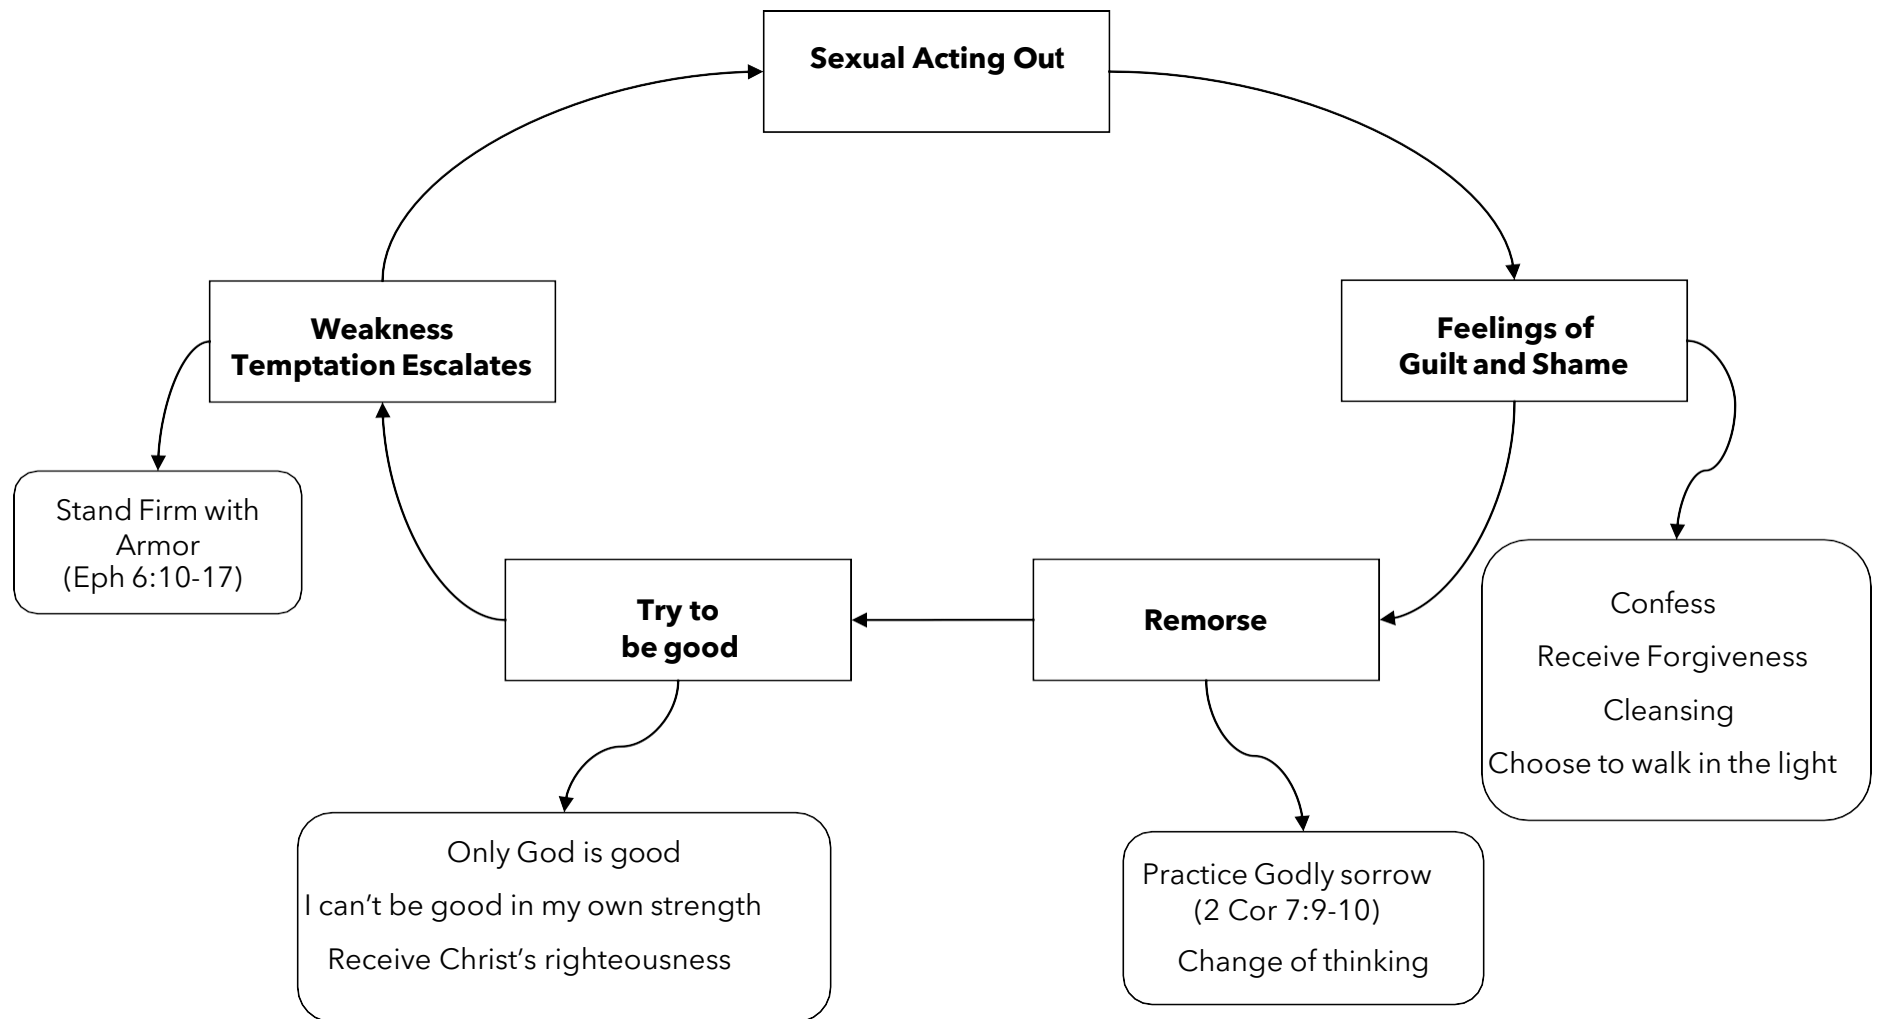 Sexual Acting Out
Weakness
Temptation Escalates
Feelings of
Guilt and Shame
Stand Firm with
Armor
(Eph 6:10-17)
Try to
be good
Remorse
Confess
Receive Forgiveness
Cleansing
Choose to walk in the light
Only God is good
I can’t be good in my own strength
Receive Christ’s righteousness
Practice Godly sorrow
(2 Cor 7:9-10)
Change of thinking